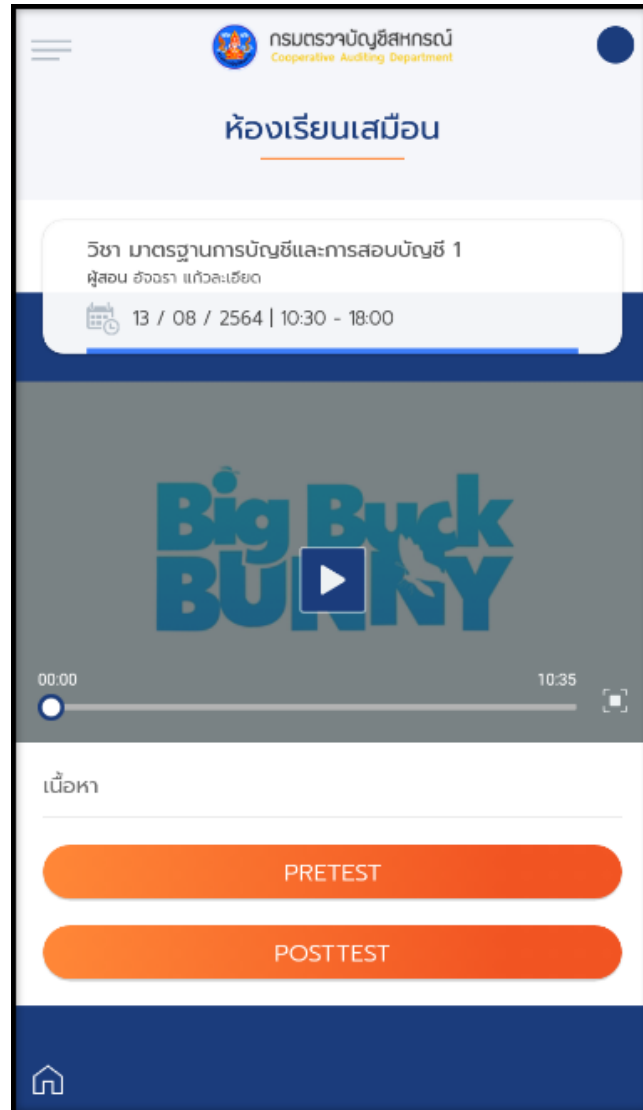 กรมตรวจบัญชีสหกรณ์
Cooperative Auditing Department
ห้องเรียนเสมือน
วิชา มาตรฐานการบัญชีและการสอบบัญชี 1
ผู้สอน อัจฉรา แก้วละเอียด
13 / 08 / 2564 | 10:30 - 18:00
Big Buck
BUNNY
00:00 10:35
เนื้อหา
PRETEST
POSTTEST